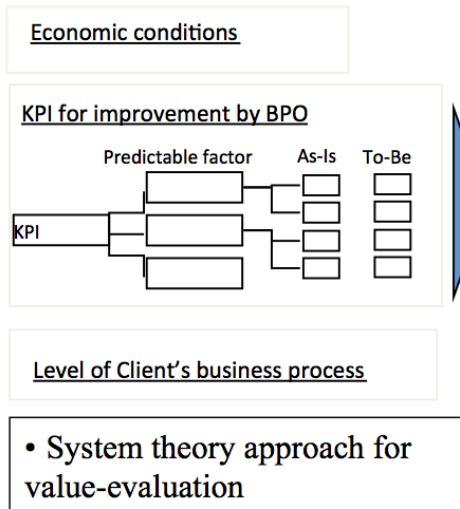 Economic conditions
KPI for improvement by BPO
Predictable factor As-Is To-Be
KPI
Level of Client's business process
• System theory approach for
value-evaluation